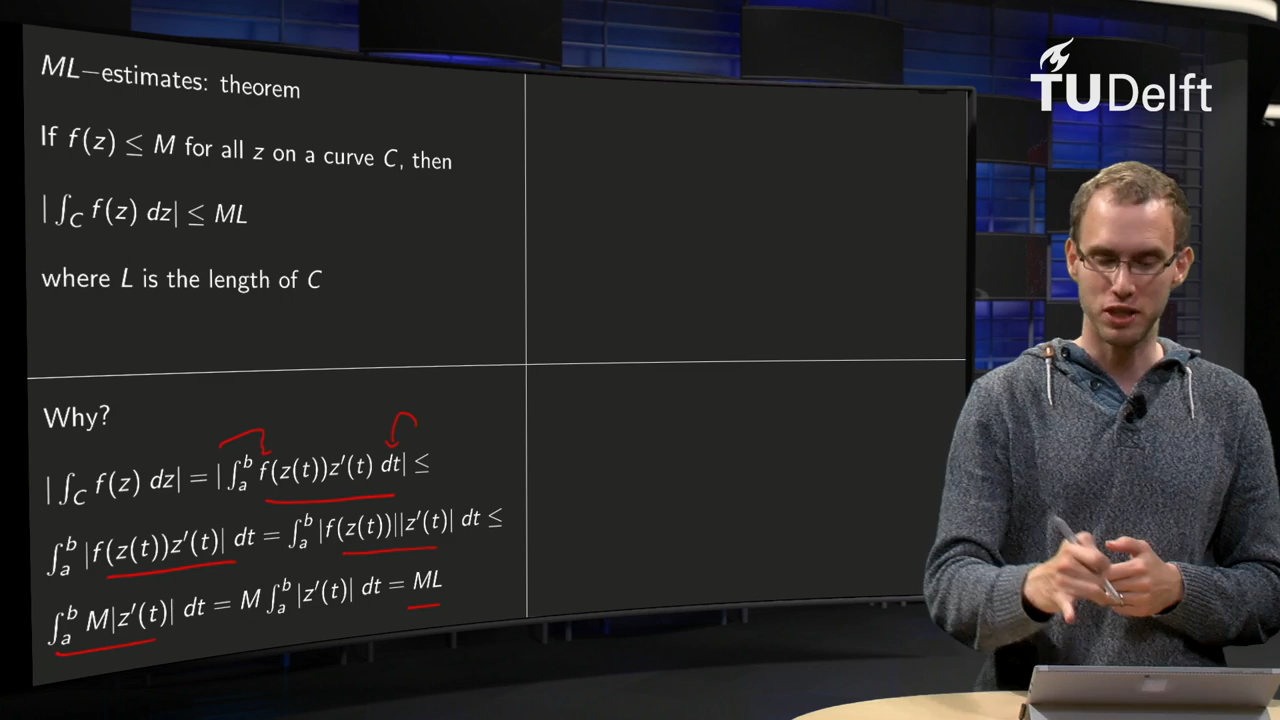 ML−estimates: theorem
If f(z) ≤ M for all z on a curve C, then
|∫_C f(z) dz| ≤ ML
where L is the length of C
Why?
|∫_C f(z) dz| = |∫_a^b f(z(t))z′(t) dt| ≤
∫_a^b |f(z(t))z′(t)| dt = ∫_a^b |f(z(t))||z′(t)| dt ≤
∫_a^b M|z′(t)| dt = M ∫_a^b |z′(t)| dt = ML
TUDelft